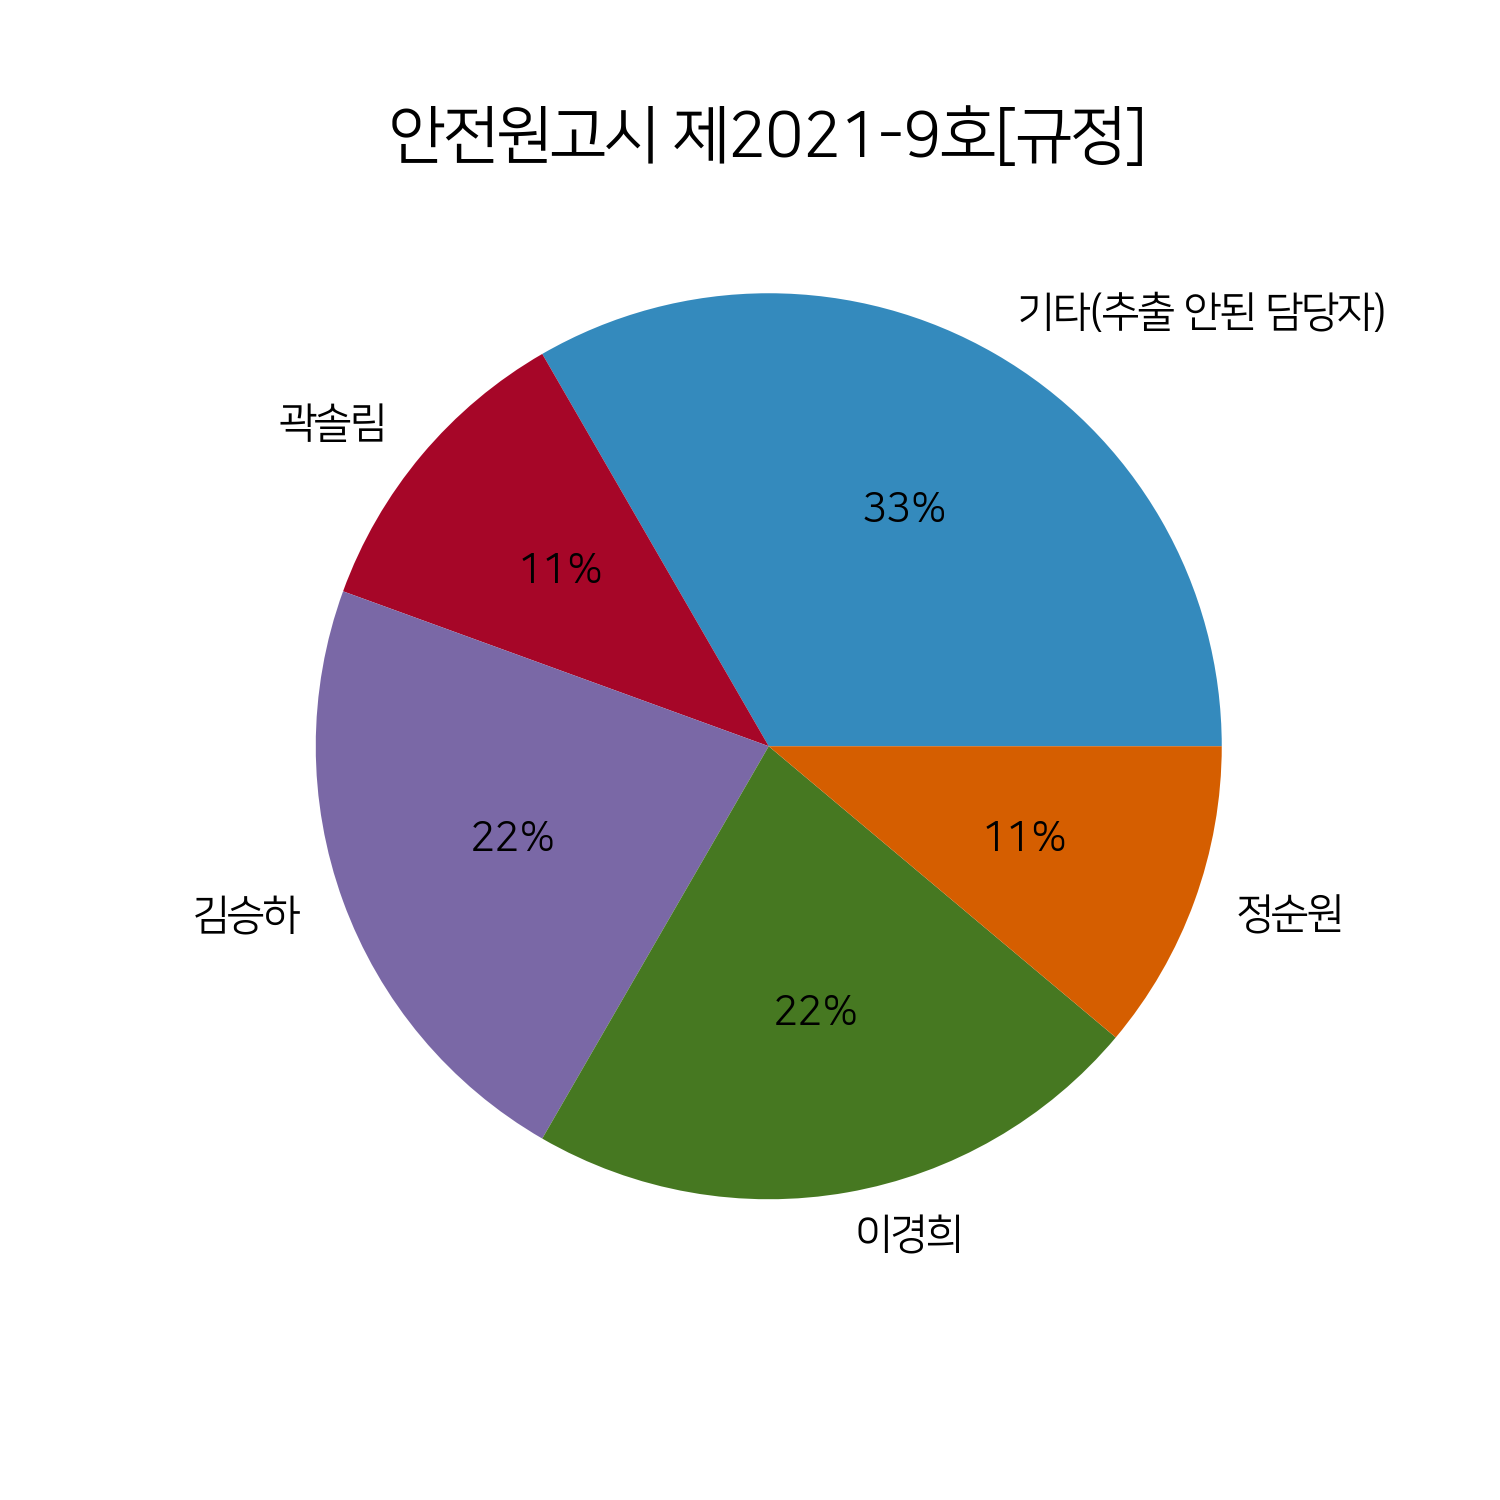 안전원고시 제2021-9호[규정]
기타(추출 안된 담당자)
33%
곽솔림
11%
김승하
22%
이경희
22%
정순원
11%